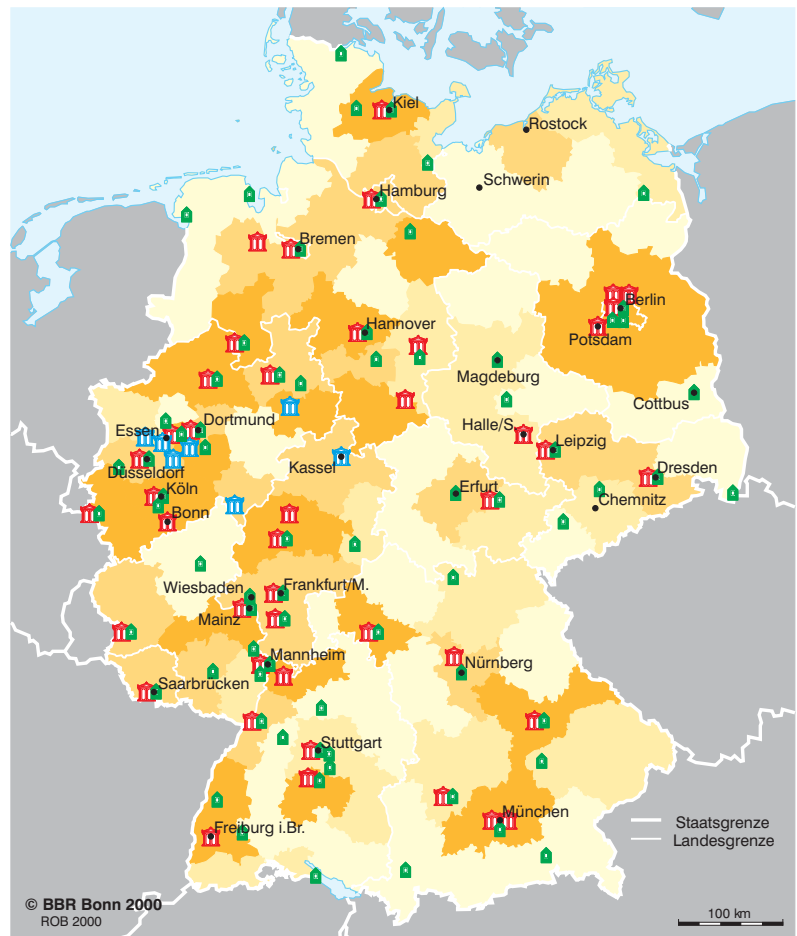 Kiel
Rostock
Schwerin
Hamburg
Bremen
Berlin
Hannover
Potsdam
Magdeburg
Cottbus
Dortmund
Essen
Halle/S.
Leipzig
Kassel
Düsseldorf
Dresden
Köln
Erfurt
Chemnitz
Bonn
Wiesbaden
Frankfurt/M.
Mainz
Mannheim
Nürnberg
Saarbrücken
Stuttgart
München
Freiburg i.Br.
Staatsgrenze
Landesgrenze
© BBR Bonn 2000
ROB 2000
100 km